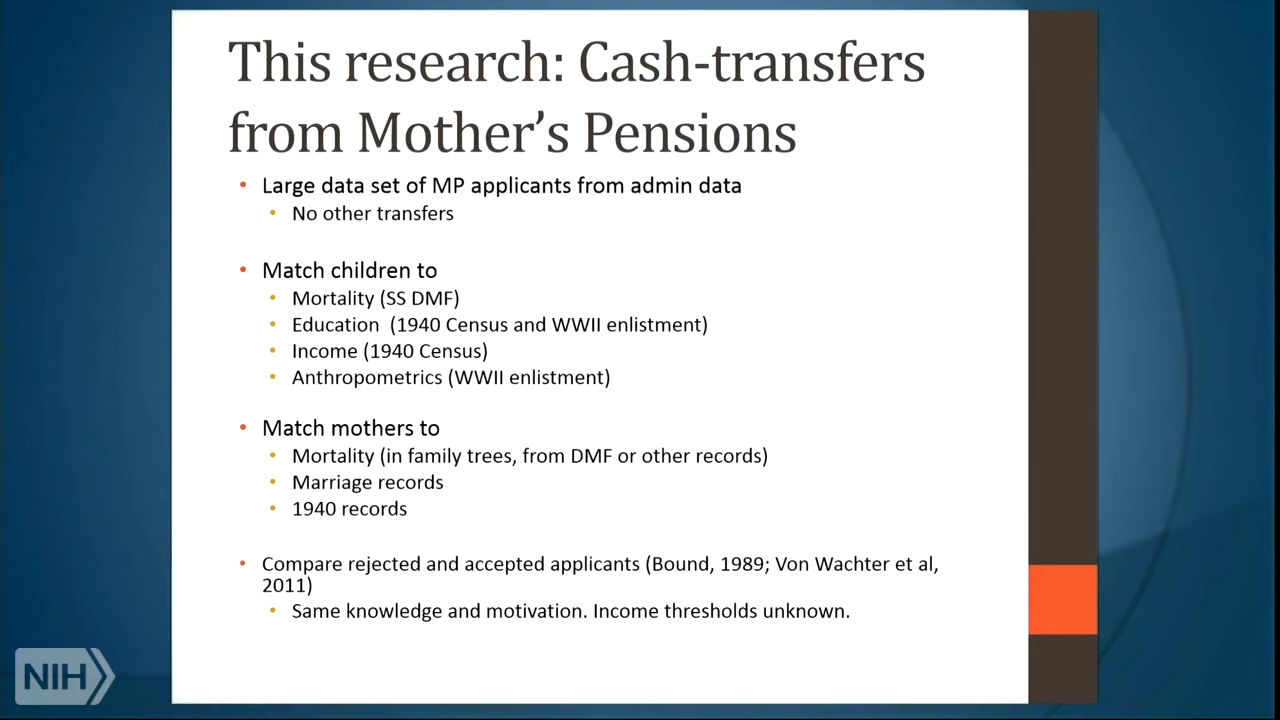 This research: Cash-transfers
from Mother’s Pensions
• Large data set of MP applicants from admin data
• No other transfers
• Match children to
• Mortality (SS DMF)
• Education (1940 Census and WWII enlistment)
• Income (1940 Census)
• Anthropometrics (WWII enlistment)
• Match mothers to
• Mortality (in family trees, from DMF or other records)
• Marriage records
• 1940 records
• Compare rejected and accepted applicants (Bound, 1989; Von Wachter et al,
2011)
• Same knowledge and motivation. Income thresholds unknown.
NIH